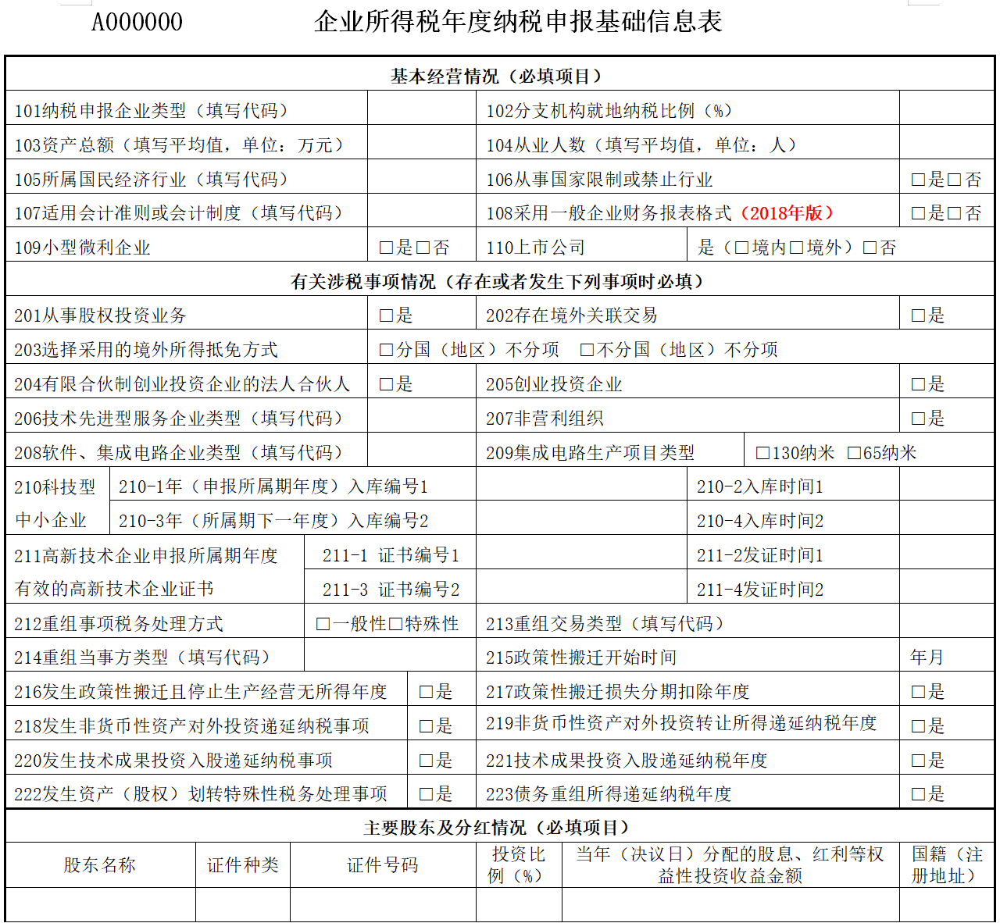 A000000 企业所得税年度纳税申报基础信息表
基本经营情况（必填项目）
101纳税申报企业类型（填写代码） 102分支机构就地纳税比例（%）
103资产总额（填写平均值，单位：万元） 104从业人数（填写平均值，单位：人）
105所属国民经济行业（填写代码） 106从事国家限制或禁止行业 □是□否
107适用会计准则或会计制度（填写代码） 108采用一般企业财务报表格式（2018年版） □是□否
109小型微利企业 □是□否 110上市公司 是（□境内□境外）□否
有关涉税事项情况（存在或者发生下列事项时必填）
201从事股权投资业务 □是 202存在境外关联交易 □是
203选择采用的境外所得抵免方式 □分国（地区）不分项 □不分国（地区）不分项
204有限合伙制创业投资企业的法人合伙人 □是 205创业投资企业 □是
206技术先进型服务企业类型（填写代码） 207非营利组织 □是
208软件、集成电路企业类型（填写代码） 209集成电路生产项目类型 □130纳米 □65纳米
210科技型 210-1年（申报所属期年度）入库编号1 210-2入库时间1
中小企业 210-3年（所属期下一年度）入库编号2 210-4入库时间2
211高新技术企业申报所属期年度 211-1 证书编号1 211-2发证时间1
有效的高新技术企业证书 211-3 证书编号2 211-4发证时间2
212重组事项税务处理方式 □一般性□特殊性 213重组交易类型（填写代码）
214重组当事方类型（填写代码） 215政策性搬迁开始时间 年月
216发生政策性搬迁且停止生产经营无所得年度 □是 217政策性搬迁损失分期扣除年度 □是
218发生非货币性资产对外投资递延纳税事项 □是 219非货币性资产对外投资转让所得递延纳税年度 □是
220发生技术成果投资入股递延纳税事项 □是 221技术成果投资入股递延纳税年度 □是
222发生资产（股权）划转特殊性税务处理事项 □是 223债务重组所得递延纳税年度 □是
主要股东及分红情况（必填项目）
股东名称 证件种类 证件号码 投资比 当年（决议日）分配的股息、红利等权 国籍（注
例（%） 益性投资收益金额 册地址）